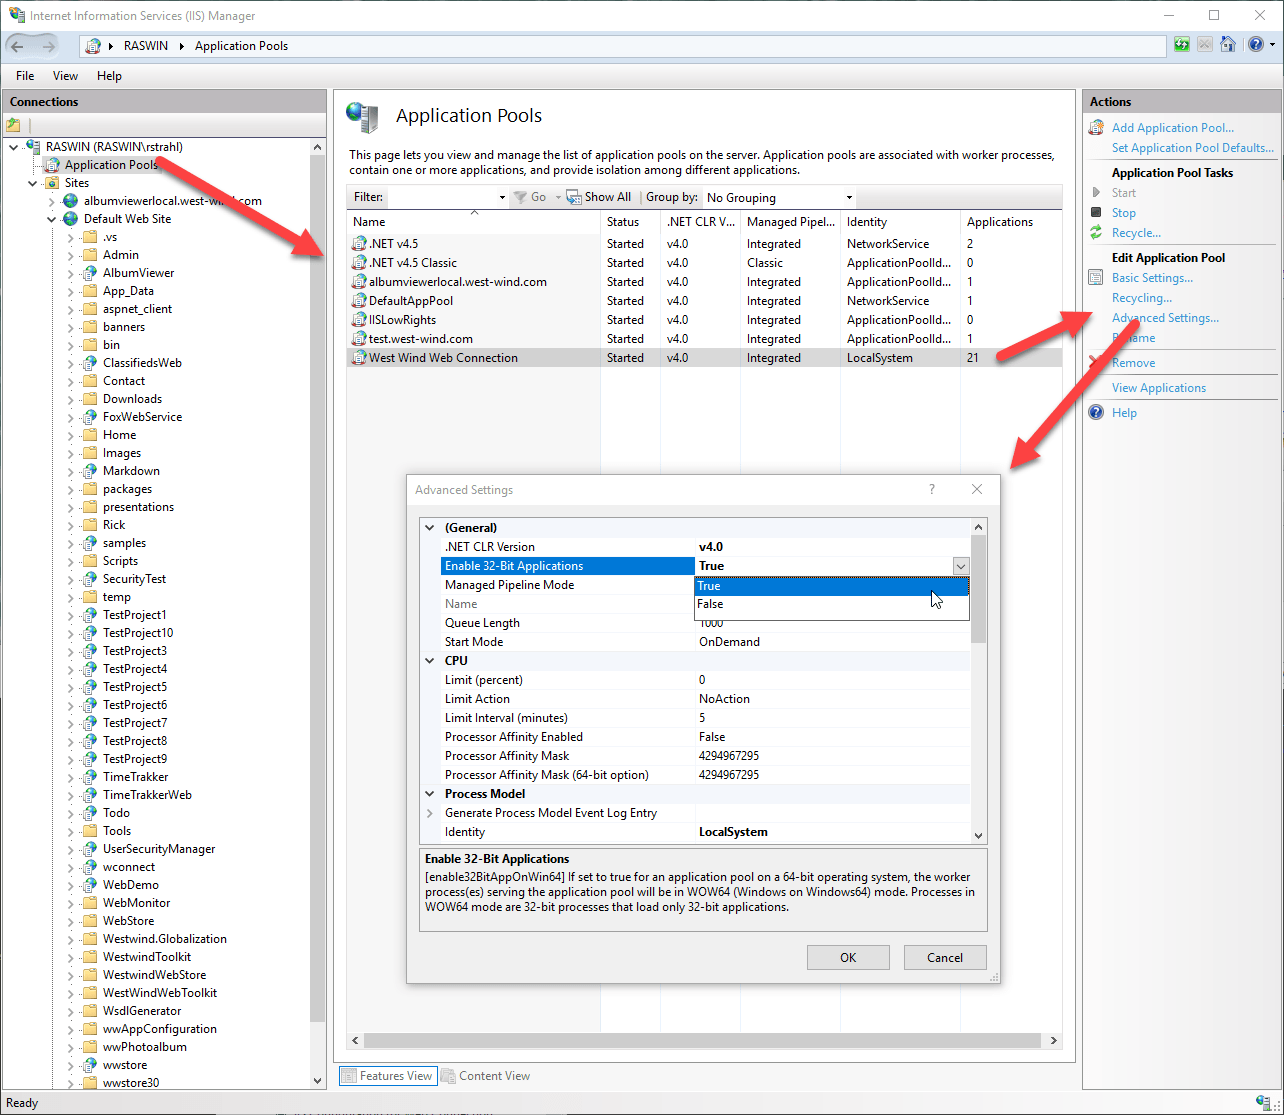 Internet Information Services (IIS) Manager
RASWIN
Application Pools
File View Help
Connections
RASWIN (RASWIN\rstrahl)
Application Pools
Sites
albumviewerlocal.west-wind.com
Default Web Site
.vs
Admin
AlbumViewer
App_Data
aspnet_client
banners
bin
ClassifiedsWeb
Contact
Downloads
FoxWebService
Home
Images
Markdown
packages
presentations
Rick
samples
Scripts
SecurityTest
temp
TestProject1
TestProject10
TestProject3
TestProject4
TestProject5
TestProject6
TestProject7
TestProject8
TestProject9
TimeTrakker
TimeTrakkerWeb
Todo
Tools
UserSecurityManager
wconnect
WebDemo
WebMonitor
WebStore
Westwind.Globalization
WestwindToolkit
WestwindWebStore
WestWindWebToolkit
WsdlGenerator
wwAppConfiguration
wwPhotoalbum
wwstore
wwstore30
Application Pools
This page lets you view and manage the list of application pools on the server. Application pools are associated with worker processes,
contain one or more applications, and provide isolation among different applications.
Filter: Go Show All Group by: No Grouping
Name Status .NET CLR V... Managed Pipel... Identity Applications
.NET v4.5 Started v4.0 Integrated NetworkService 2
.NET v4.5 Classic Started v4.0 Classic ApplicationPoolId... 0
albumviewerlocal.west-wind.com Started v4.0 Integrated ApplicationPoolId... 1
DefaultAppPool Started v4.0 Integrated NetworkService 1
IISLowRights Started v4.0 Integrated ApplicationPoolId... 0
test.west-wind.com Started v4.0 Integrated ApplicationPoolId... 1
West Wind Web Connection Started v4.0 Integrated LocalSystem 21
Advanced Settings
?
(General)
.NET CLR Version v4.0
Enable 32-Bit Applications True
Managed Pipeline Mode True
Name False
Queue Length 1000
Start Mode OnDemand
CPU
Limit (percent) 0
Limit Action NoAction
Limit Interval (minutes) 5
Processor Affinity Enabled False
Processor Affinity Mask 4294967295
Processor Affinity Mask (64-bit option) 4294967295
Process Model
Generate Process Model Event Log Entry
Identity LocalSystem
Enable 32-Bit Applications
[enable32BitAppOnWin64] If set to true for an application pool on a 64-bit operating system, the worker
process(es) serving the application pool will be in WOW64 (Windows on Windows64) mode. Processes in
WOW64 mode are 32-bit processes that load only 32-bit applications.
OK Cancel
Features View Content View
Actions
Add Application Pool...
Set Application Pool Defaults...
Application Pool Tasks
Start
Stop
Recycle...
Edit Application Pool
Basic Settings...
Recycling...
Advanced Settings...
Rename
Remove
View Applications
Help
Ready